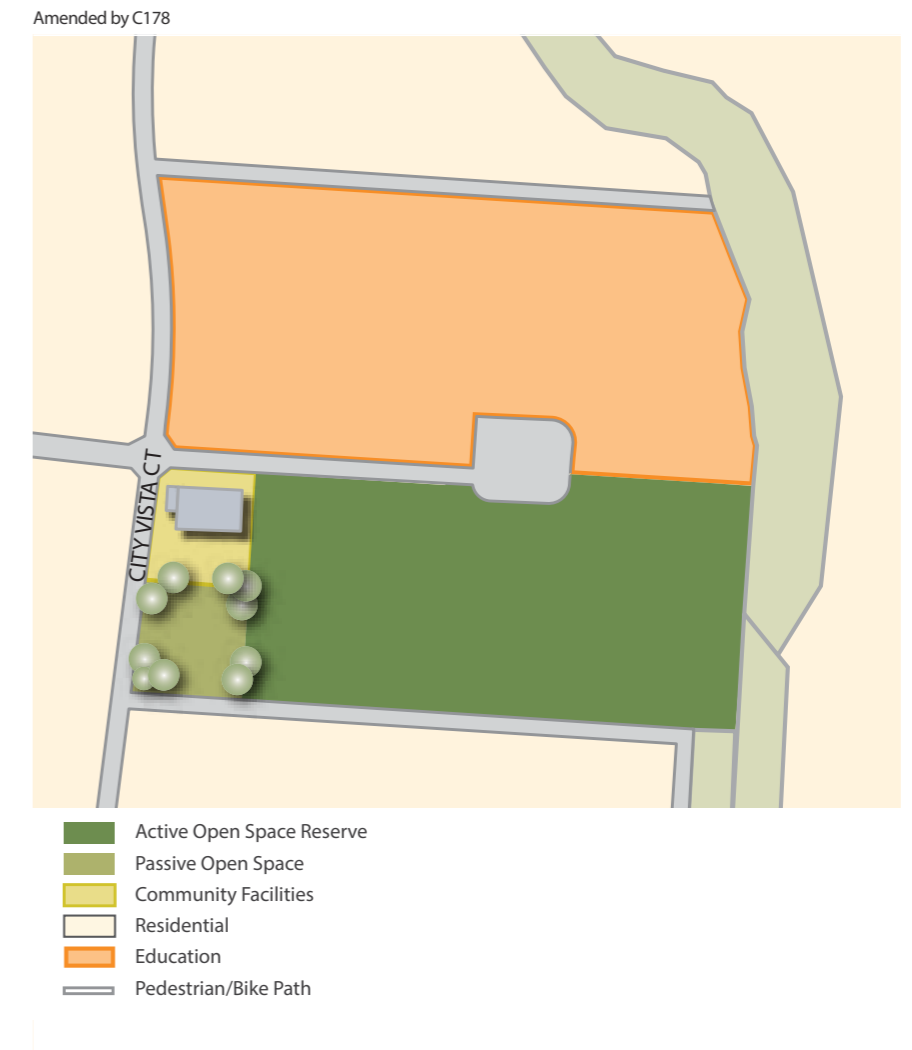 Amended by C178
CITY VISTA CT
Active Open Space Reserve
Passive Open Space
Community Facilities
Residential
Education
Pedestrian/Bike Path